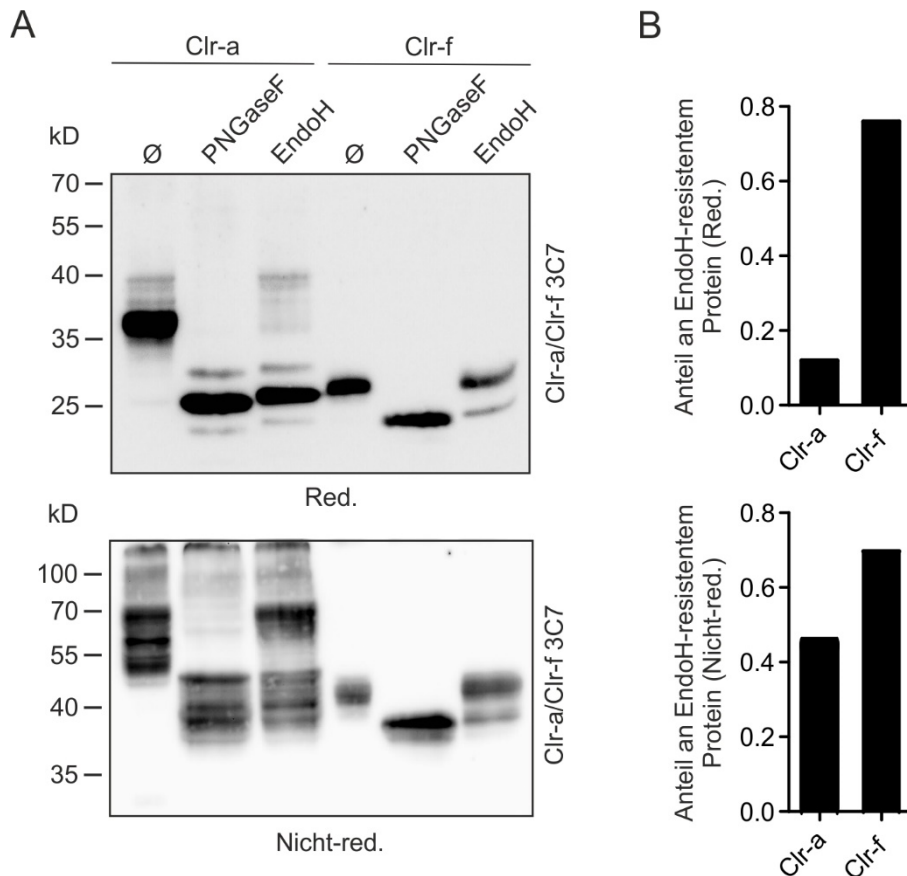 A
Clr-a
Clr-f
kD
Ø
PNGaseF
EndoH
Ø
PNGaseF
EndoH
70
55
40
35
25
Clr-a/Clr-f 3C7
Red.
kD
100
70
55
40
35
Clr-a/Clr-f 3C7
Nicht-red.
B
Anteil an EndoH-resistentem
Protein (Red.)
0.8
0.6
0.4
0.2
0.0
Clr-a
Clr-f
Anteil an EndoH-resistentem
Protein (Nicht-red.)
0.8
0.6
0.4
0.2
0.0
Clr-a
Clr-f